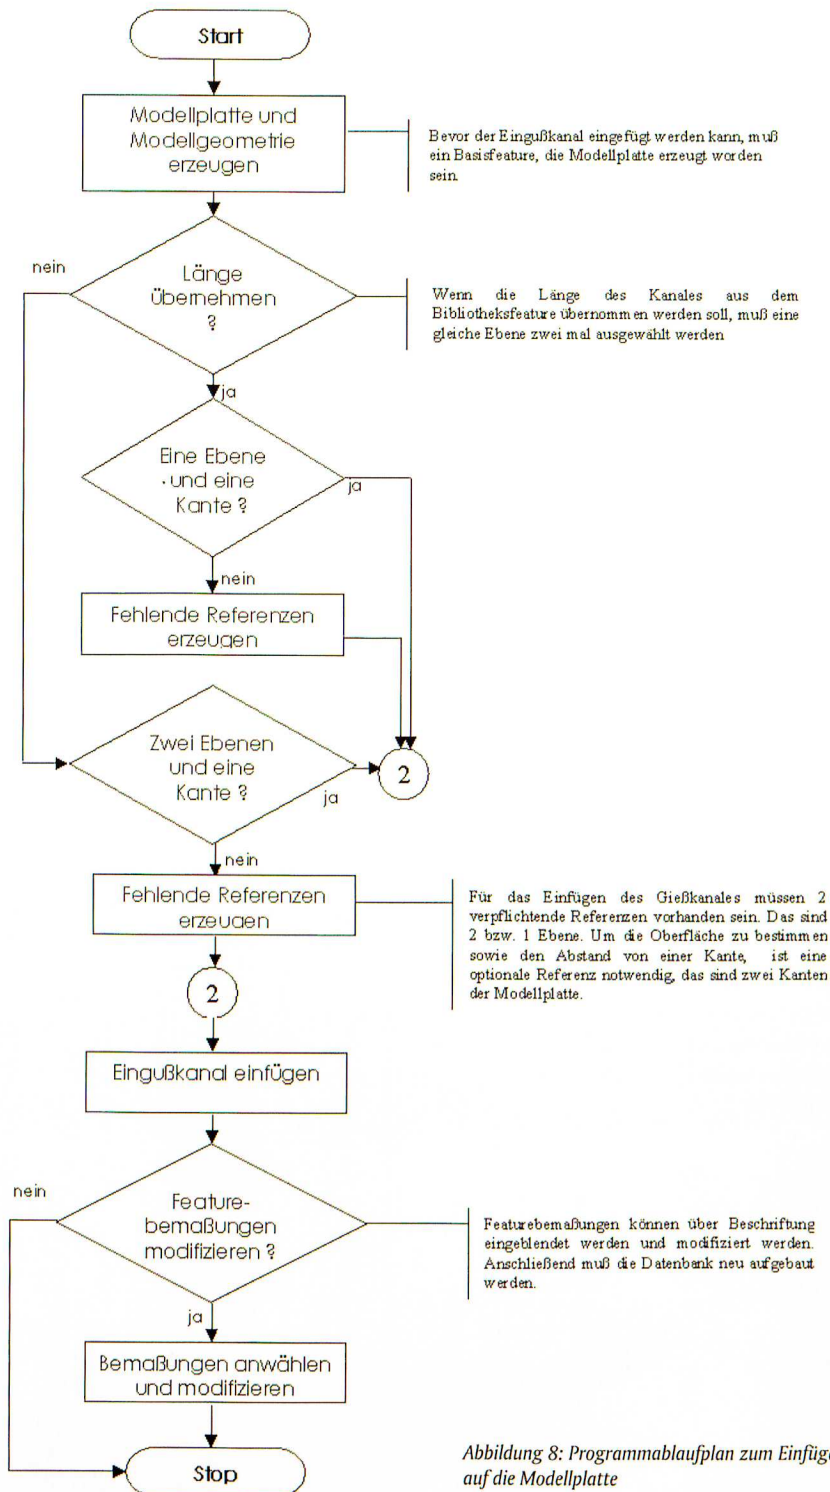 Start
Modellplatte und
Modellgeometrie
erzeugen
Bevor der Eingußkanal eingefügt werden kann, muß
ein Basisfeature, die Modellplatte erzeugt worden
sein.
nein
Länge
übernehmen
?
Wenn die Länge des Kanales aus dem
Bibliotheksfeature übernommen werden soll, muß eine
gleiche Ebene zwei mal ausgewählt werden
ja
Eine Ebene
und eine
Kante ?
ja
nein
Fehlende Referenzen
erzeugen
Zwei Ebenen
und eine
Kante ?
2
ja
nein
Fehlende Referenzen
erzeugen
Für das Einfügen des Gießkanales müssen 2
verpflichtende Referenzen vorhanden sein. Das sind
2 bzw. 1 Ebene. Um die Oberfläche zu bestimmen
sowie den Abstand von einer Kante, ist eine
optionale Referenz notwendig, das sind zwei Kanten
der Modellplatte.
2
Eingußkanal einfügen
nein
Feature-
bemaßungen
modifizieren ?
Featurebemaßungen können über Beschriftung
eingeblendet werden und modifiziert werden.
Anschließend muß die Datenbank neu aufgebaut
werden.
ja
Bemaßungen anwählen
und modifizieren
Stop
Abbildung 8: Programmablaufplan zum Einfüge
auf die Modellplatte